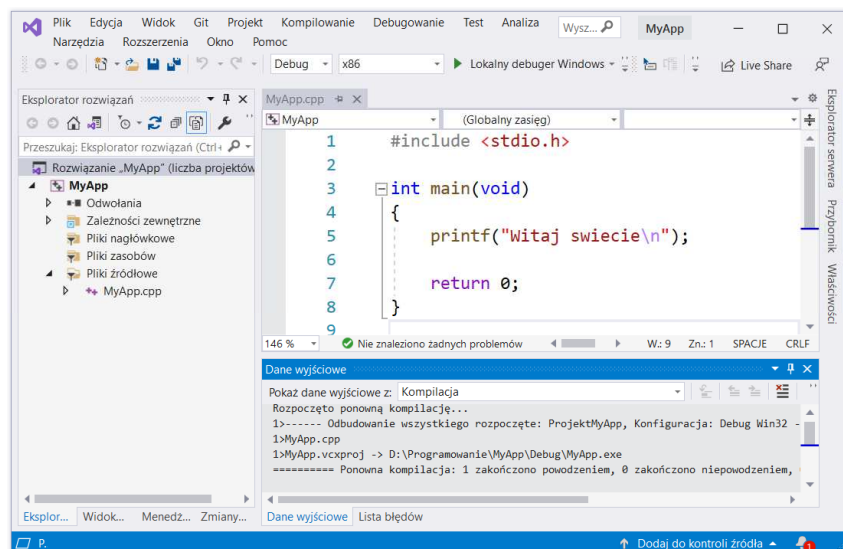 Plik Edycja Widok Git Projekt Kompilowanie Debugowanie Test Analiza Wysz... MyApp
Narzędzia Rozszerzenia Okno Pomoc
Debug x86 Lokalny debuger Windows Live Share
Eksplorator rozwiązań
Przeszukaj: Eksplorator rozwiązań (Ctrl+
Rozwiązanie „MyApp” (liczba projektów
MyApp
Odwołania
Zależności zewnętrzne
Pliki nagłówkowe
Pliki zasobów
Pliki źródłowe
MyApp.cpp
Eksplor... Widok... Menedż... Zmiany...
MyApp.cpp
MyApp (Globalny zasięg)
1 #include <stdio.h>
2
3 int main(void)
4 {
5 printf("Witaj swiecie\n");
6
7 return 0;
8 }
9
146 % Nie znaleziono żadnych problemów W.: 9 Zn.: 1 SPACJE CRLF
Dane wyjściowe
Pokaż dane wyjściowe z: Kompilacja
Rozpoczęto ponowną kompilację...
1>------ Odbudowanie wszystkiego rozpoczęte: ProjektMyApp, Konfiguracja: Debug Win32 -
1>MyApp.cpp
1>MyApp.vcxproj -> D:\Programowanie\MyApp\Debug\MyApp.exe
========== Ponowna kompilacja: 1 zakończono powodzeniem, 0 zakończono niepowodzeniem,
Dane wyjściowe Lista błędów
Eksplorator serwera
Przybornik
Właściwości
P. Dodaj do kontroli źródła 1